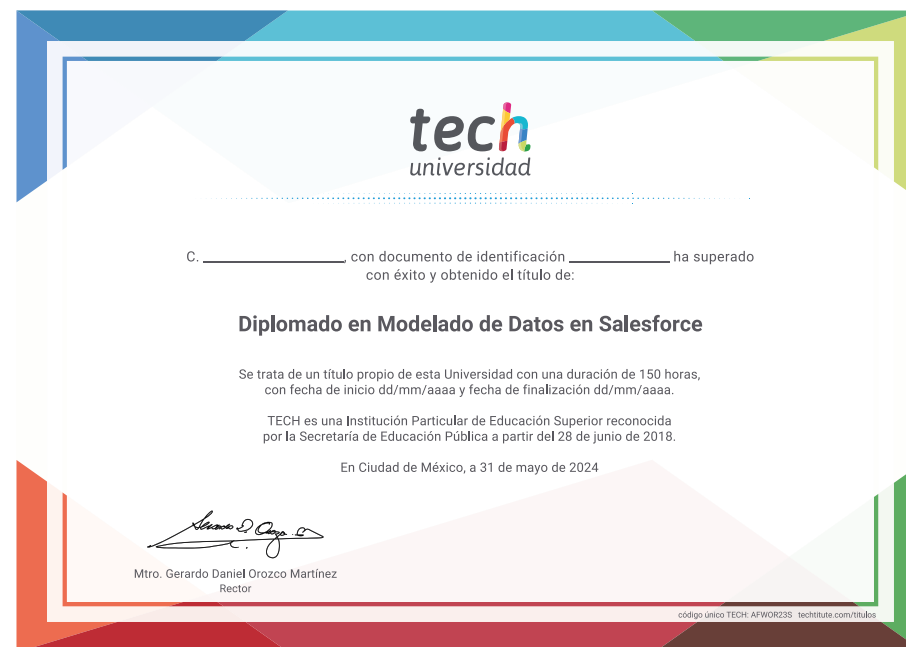 tech
universidad
C. ____________________, con documento de identificación ______________ ha superado
con éxito y obtenido el título de:
Diplomado en Modelado de Datos en Salesforce
Se trata de un título propio de esta Universidad con una duración de 150 horas,
con fecha de inicio dd/mm/aaaa y fecha de finalización dd/mm/aaaa.
TECH es una Institución Particular de Educación Superior reconocida
por la Secretaría de Educación Pública a partir del 28 de junio de 2018.
En Ciudad de México, a 31 de mayo de 2024
Mtro. Gerardo Daniel Orozco Martínez
Rector
código único TECH: AFWOR23S techtitute.com/titulos